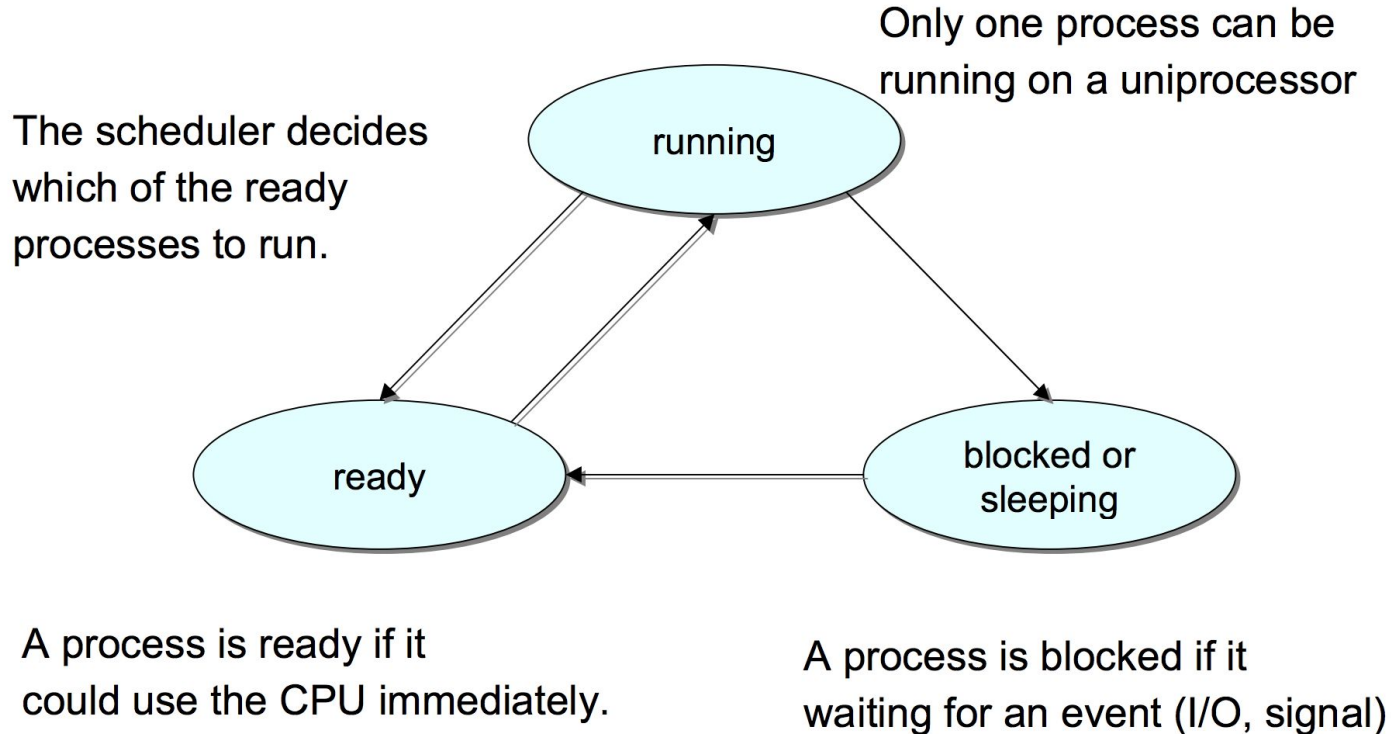 Only one process can be
running on a uniprocessor
The scheduler decides
which of the ready
processes to run.
running
ready
blocked or
sleeping
A process is ready if it
could use the CPU immediately.
A process is blocked if it
waiting for an event (I/O, signal)